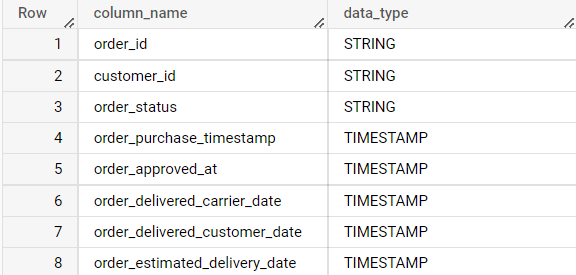 Row column_name data_type
1 order_id STRING
2 customer_id STRING
3 order_status STRING
4 order_purchase_timestamp TIMESTAMP
5 order_approved_at TIMESTAMP
6 order_delivered_carrier_date TIMESTAMP
7 order_delivered_customer_date TIMESTAMP
8 order_estimated_delivery_date TIMESTAMP